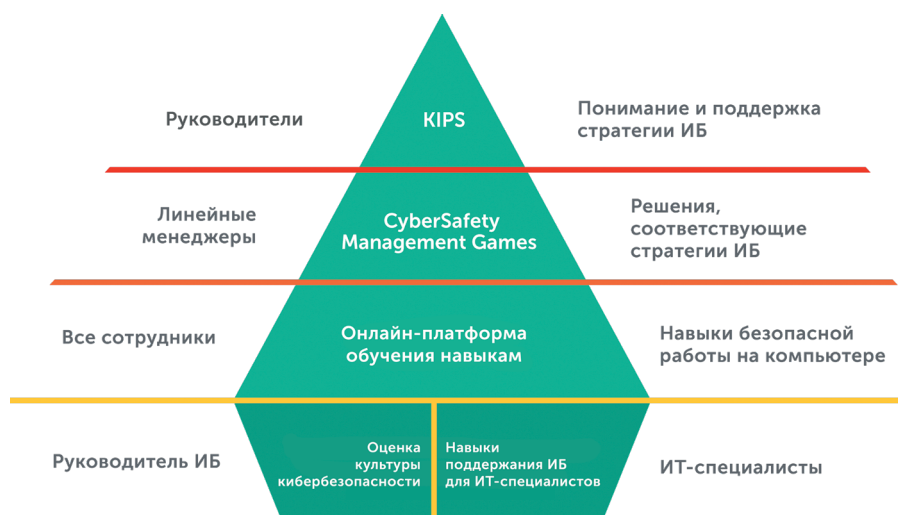 Руководители
KIPS
Понимание и поддержка
стратегии ИБ
Линейные
менеджеры
CyberSafety
Management Games
Решения,
соответствующие
стратегии ИБ
Все сотрудники
Онлайн-платформа
обучения навыкам
Навыки безопасной
работы на компьютере
Руководитель ИБ
Оценка
культуры
кибербезопасности
Навыки
поддержания ИБ
для ИТ-специалистов
ИТ-специалисты